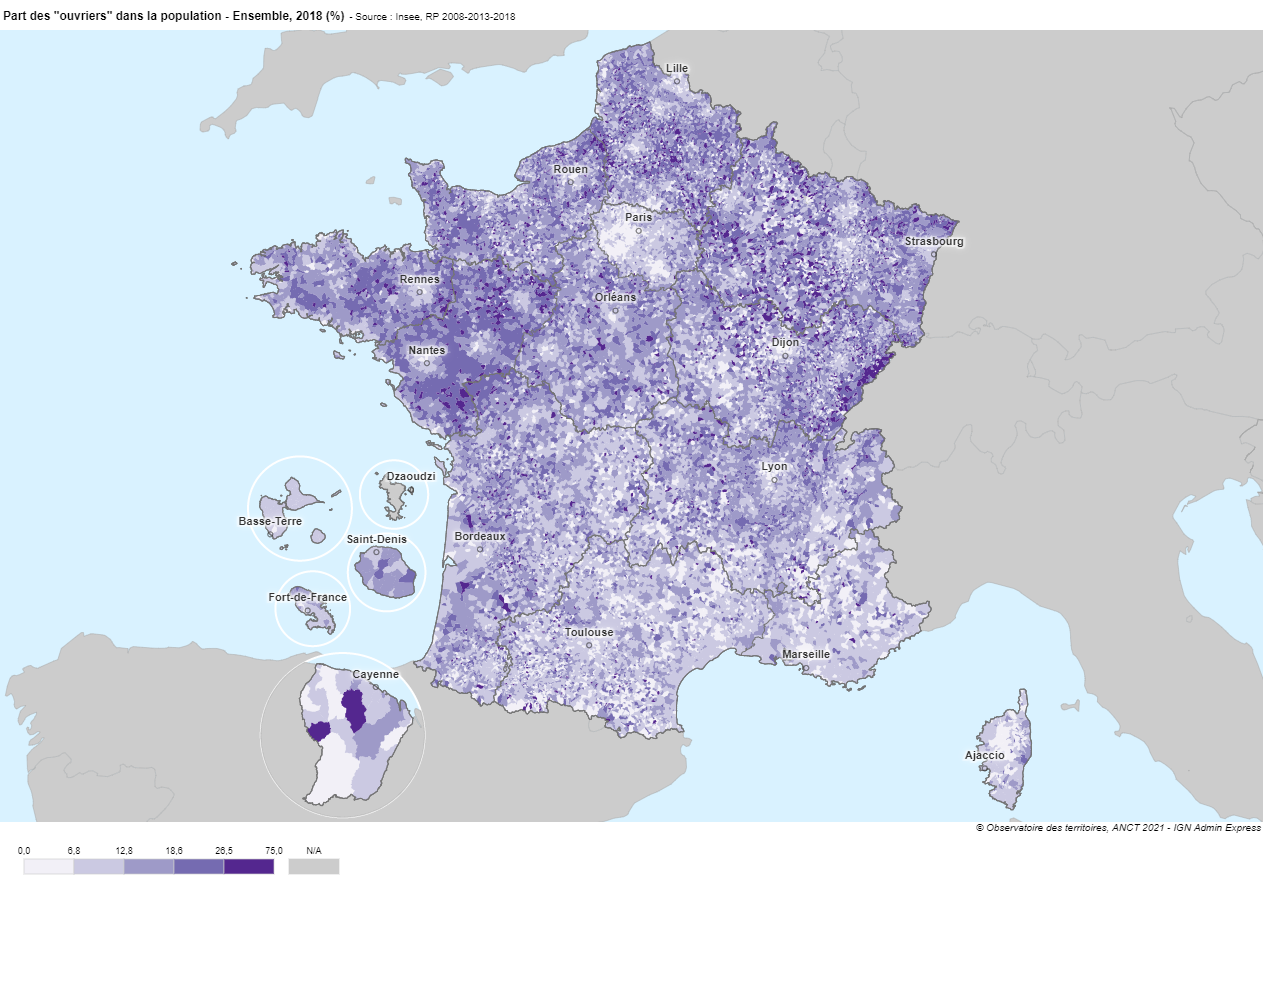 Part des "ouvriers" dans la population - Ensemble, 2018 (%) - Source : Insee, RP 2008-2013-2018
Lille
Rouen
Paris
Strasbourg
Rennes
Orléans
Dijon
Nantes
Lyon
Dzaoudzi
Basse-Terre
Saint-Denis
Bordeaux
Fort-de-France
Toulouse
Marseille
Cayenne
Ajaccio
© Observatoire des territoires, ANCT 2021 - IGN Admin Express
0,0 6,8 12,8 18,6 26,5 75,0 N/A